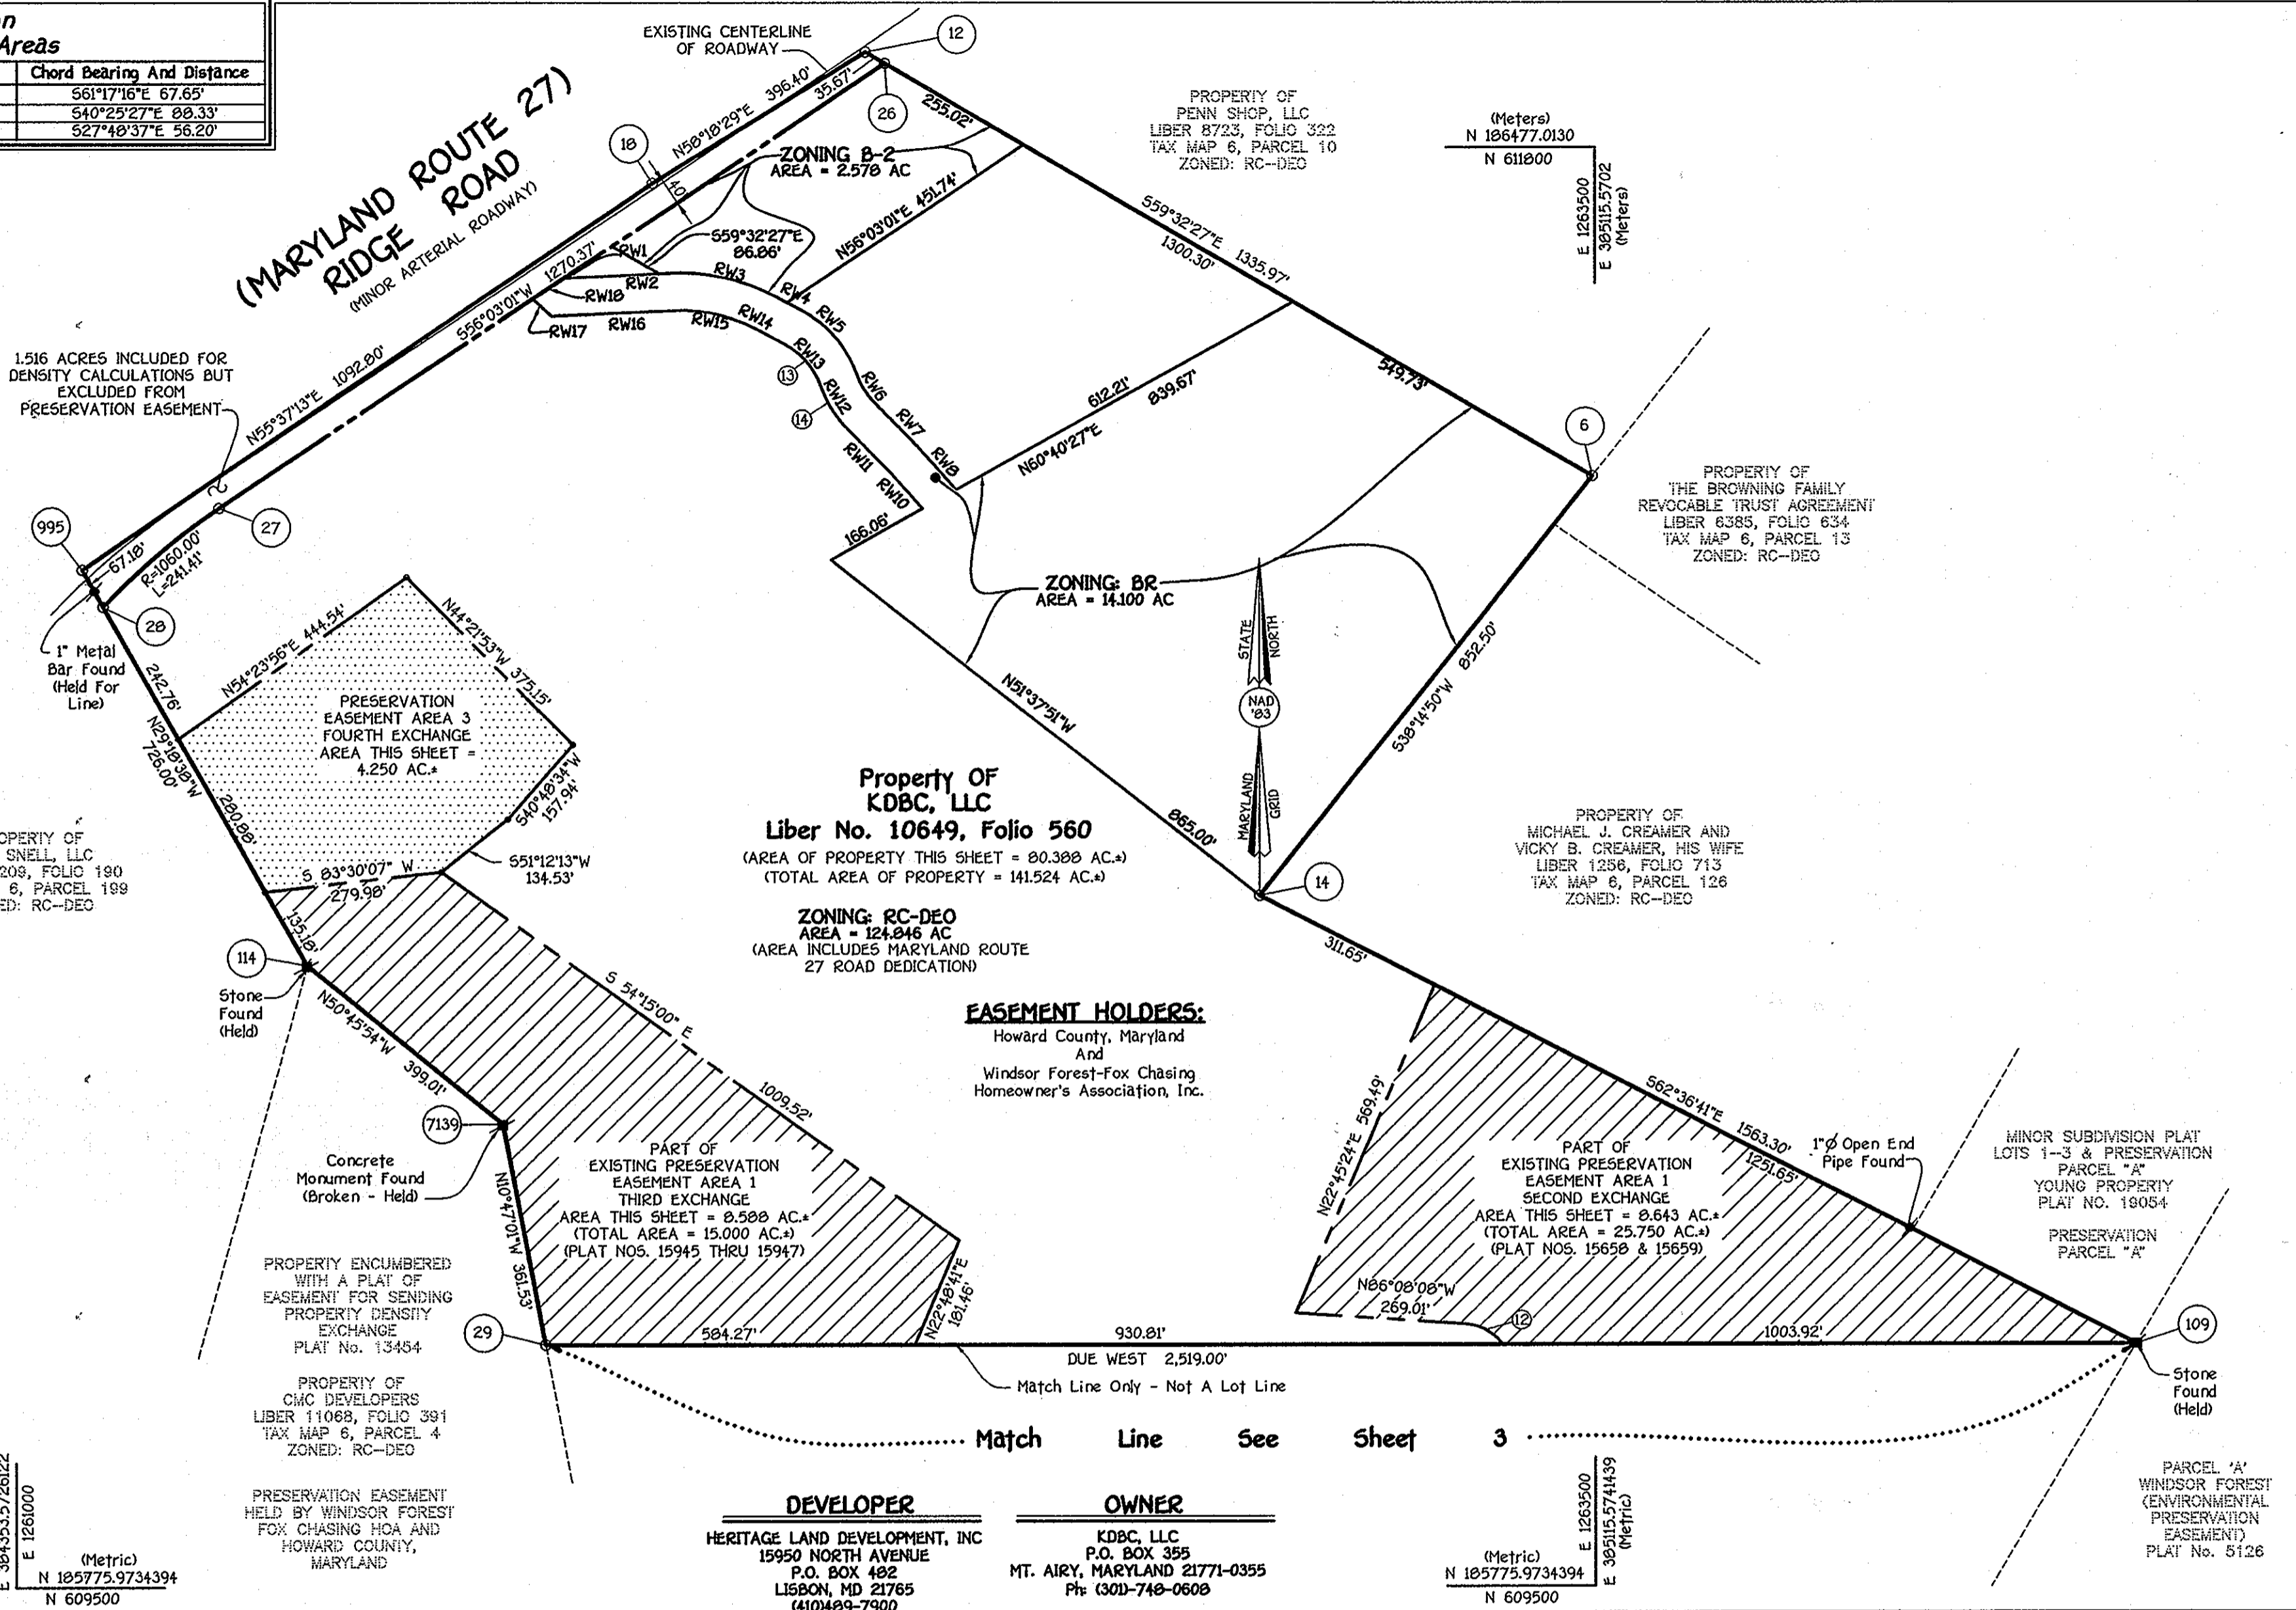 on
Areas
Chord Bearing And Distance
S61°17'16"E 67.65'
S40°25'27"E 88.33'
S27°48'37"E 56.20'
EXISTING CENTERLINE
OF ROADWAY
12
26
18
(MARYLAND ROUTE 27)
RIDGE ROAD
(MINOR ARTERIAL ROADWAY)
N58°18'29"E 396.40'
35.67'
255.02'
40'
ZONING B-2
AREA = 2.578 AC
N56°03'01"E 451.74'
S59°32'27"E
86.86'
PROPERTY OF
PENN SHOP, LLC
LIBER 8723, FOLIO 322
TAX MAP 6, PARCEL 10
ZONED: RC-DEO
(Meters)
N 186477.0130
N 611800
E 1263500
E 385115.5702
(Meters)
S59°32'27"E 1335.97'
1300.30'
549.73'
S56°03'01"W 1270.37'
RW1
RW2
RW3
RW4
RW5
RW6
RW7
RW8
RW10
RW11
RW12
RW13
RW14
RW15
RW16
RW17
RW18
13
14
1.516 ACRES INCLUDED FOR
DENSITY CALCULATIONS BUT
EXCLUDED FROM
PRESERVATION EASEMENT
N55°37'13"E 1092.80'
612.21'
839.67'
N60°40'27"E
166.06'
6
PROPERTY OF
THE BROWNING FAMILY
REVOCABLE TRUST AGREEMENT
LIBER 6385, FOLIO 634
TAX MAP 6, PARCEL 13
ZONED: RC-DEO
995
27
28
67.18'
R=1060.00'
L=241.41'
1" Metal
Bar Found
(Held For
Line)
ZONING: BR
AREA = 14.100 AC
STATE NORTH
NAD
'83
MARYLAND GRID
S38°14'50"W 852.50'
N51°37'51"W
865.00'
242.76'
N29°18'38"W
726.00'
280.88'
135.18'
N54°23'56"E 444.54'
N44°21'53"W 375.15'
S40°48'34"W
157.94'
S51°12'13"W
134.53'
S 83°30'07" W
279.98'
PRESERVATION
EASEMENT AREA 3
FOURTH EXCHANGE
AREA THIS SHEET =
4.250 AC.±
Property OF
KDBC, LLC
Liber No. 10649, Folio 560
(AREA OF PROPERTY THIS SHEET = 80.388 AC.±)
(TOTAL AREA OF PROPERTY = 141.524 AC.±)
ZONING: RC-DEO
AREA = 124.846 AC
(AREA INCLUDES MARYLAND ROUTE
27 ROAD DEDICATION)
PROPERTY OF
MICHAEL J. CREAMER AND
VICKY B. CREAMER, HIS WIFE
LIBER 1256, FOLIO 713
TAX MAP 6, PARCEL 126
ZONED: RC-DEO
OPERTY OF
SNELL, LLC
209, FOLIO 190
6, PARCEL 199
ED: RC-DEO
14
311.65'
114
Stone
Found
(Held)
N50°45'54"W
399.01'
S 54°15'00" E
1009.52'
EASEMENT HOLDERS:
Howard County, Maryland
And
Windsor Forest-Fox Chasing
Homeowner's Association, Inc.
7139
Concrete
Monument Found
(Broken - Held)
N10°47'01"W 361.53'
PART OF
EXISTING PRESERVATION
EASEMENT AREA 1
THIRD EXCHANGE
AREA THIS SHEET = 8.588 AC.±
(TOTAL AREA = 15.000 AC.±)
(PLAT NOS. 15945 THRU 15947)
N22°48'41"E
181.46'
N22°45'24"E 569.49'
S62°36'41"E 1563.30'
1251.65'
PART OF
EXISTING PRESERVATION
EASEMENT AREA 1
SECOND EXCHANGE
AREA THIS SHEET = 8.643 AC.±
(TOTAL AREA = 25.750 AC.±)
(PLAT NOS. 15658 & 15659)
N86°08'08"W
269.01'
12
1"Ø Open End
Pipe Found
MINOR SUBDIVISION PLAT
LOTS 1-3 & PRESERVATION
PARCEL "A"
YOUNG PROPERTY
PLAT NO. 19054
PRESERVATION
PARCEL "A"
PROPERTY ENCUMBERED
WITH A PLAT OF
EASEMENT FOR SENDING
PROPERTY DENSITY
EXCHANGE
PLAT No. 13454
29
584.27'
930.81'
1003.92'
DUE WEST 2,519.00'
Match Line Only - Not A Lot Line
109
Stone
Found
(Held)
PROPERTY OF
CMC DEVELOPERS
LIBER 11068, FOLIO 391
TAX MAP 6, PARCEL 4
ZONED: RC-DEO
PRESERVATION EASEMENT
HELD BY WINDSOR FOREST
FOX CHASING HOA AND
HOWARD COUNTY,
MARYLAND
Match Line See Sheet 3
E 384353.5726122
E 1261000
(Metric)
N 185775.9734394
N 609500
DEVELOPER
HERITAGE LAND DEVELOPMENT, INC
15950 NORTH AVENUE
P.O. BOX 482
LISBON, MD 21765
(410)489-7900
OWNER
KDBC, LLC
P.O. BOX 355
MT. AIRY, MARYLAND 21771-0355
Ph: (301)-748-0608
(Metric)
N 185775.9734394
N 609500
E 1263500
E 385115.5741439
(Metric)
PARCEL 'A'
WINDSOR FOREST
(ENVIRONMENTAL
PRESERVATION
EASEMENT)
PLAT No. 5126